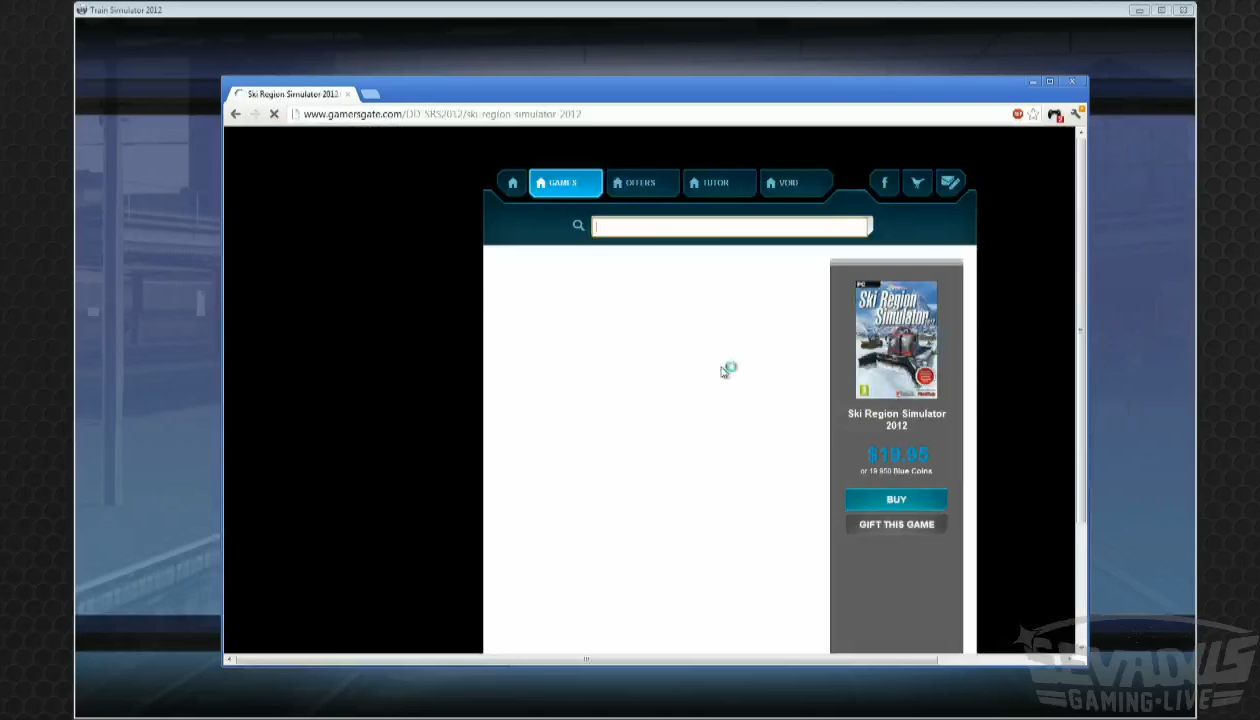 Train Simulator 2012
Ski Region Simulator 2012
www.gamersgate.com/DD-SRS2012/ski-region-simulator-2012
GAMES
OFFERS
TUTOR
VOID
PC
Ski Region
Simulator
Ski Region Simulator
2012
$19.95
or 19 950 Blue Coins
BUY
GIFT THIS GAME
SEVADUS
GAMING·LIVE